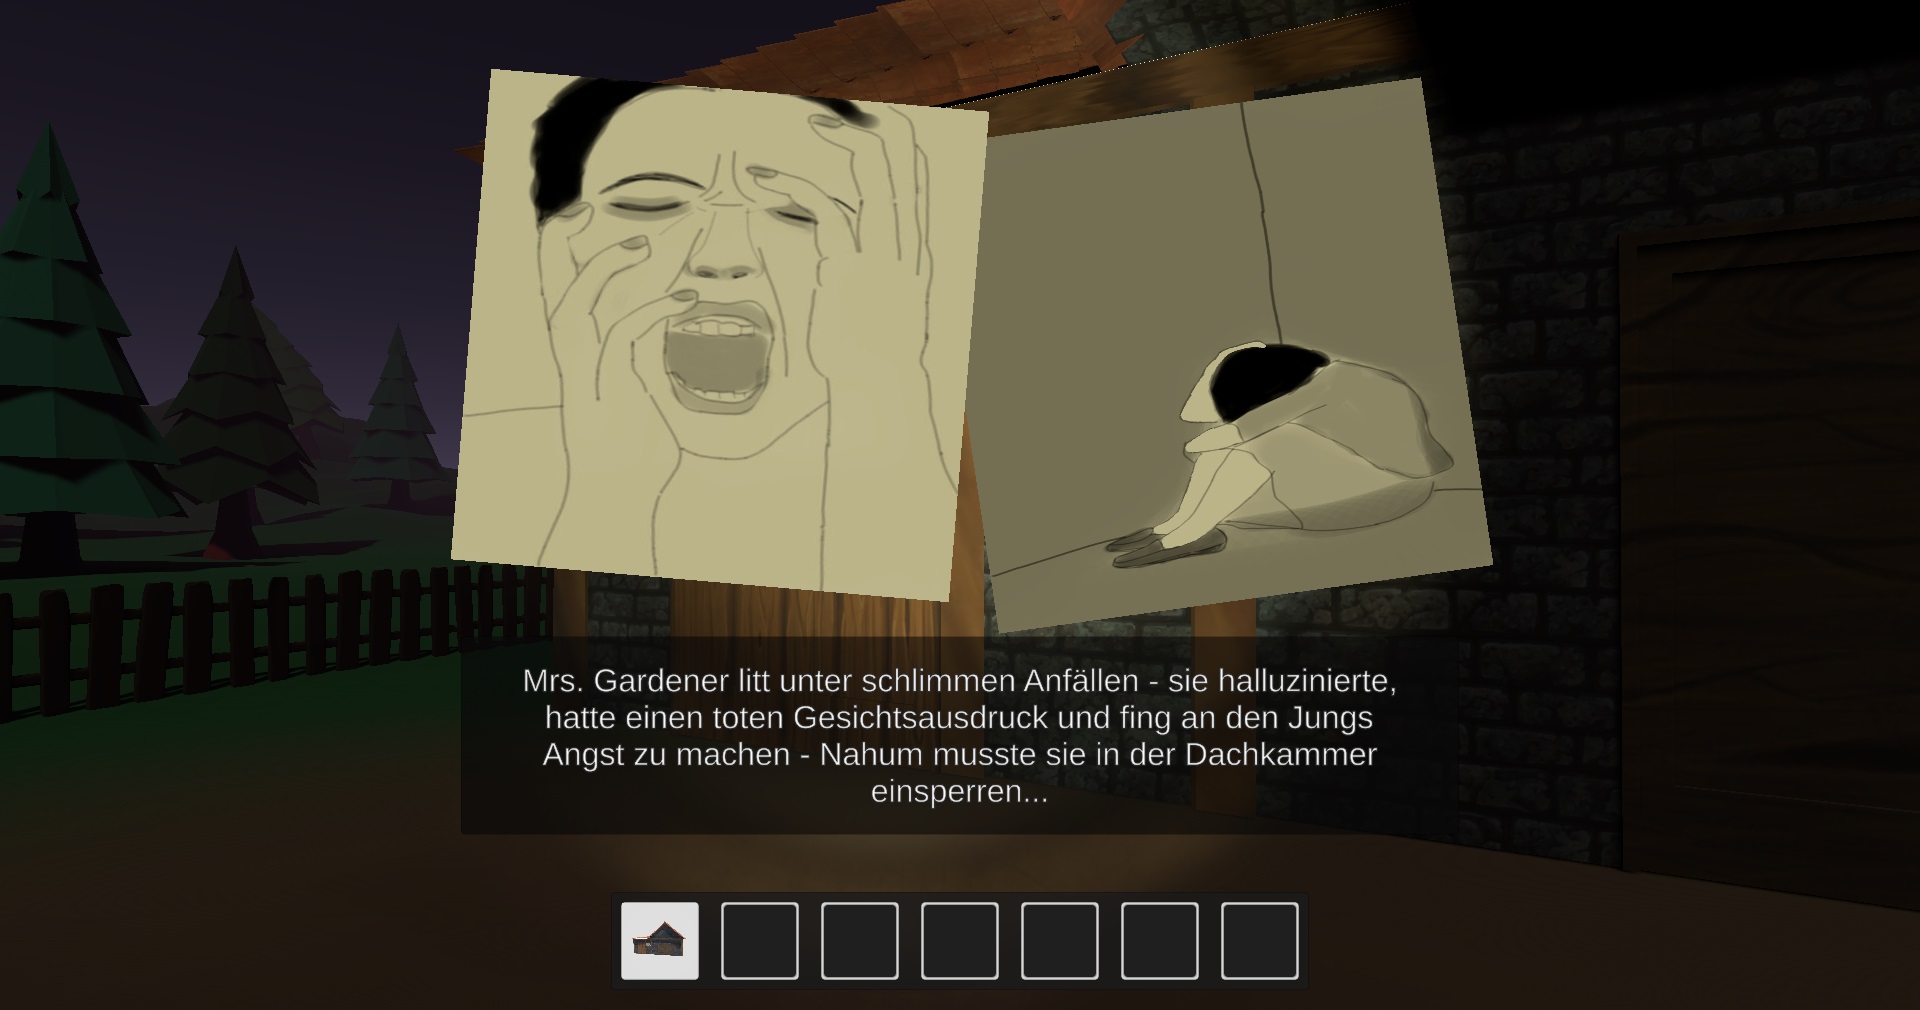 Mrs. Gardener litt unter schlimmen Anfällen - sie halluzinierte,
hatte einen toten Gesichtsausdruck und fing an den Jungs
Angst zu machen - Nahum musste sie in der Dachkammer
einsperren...